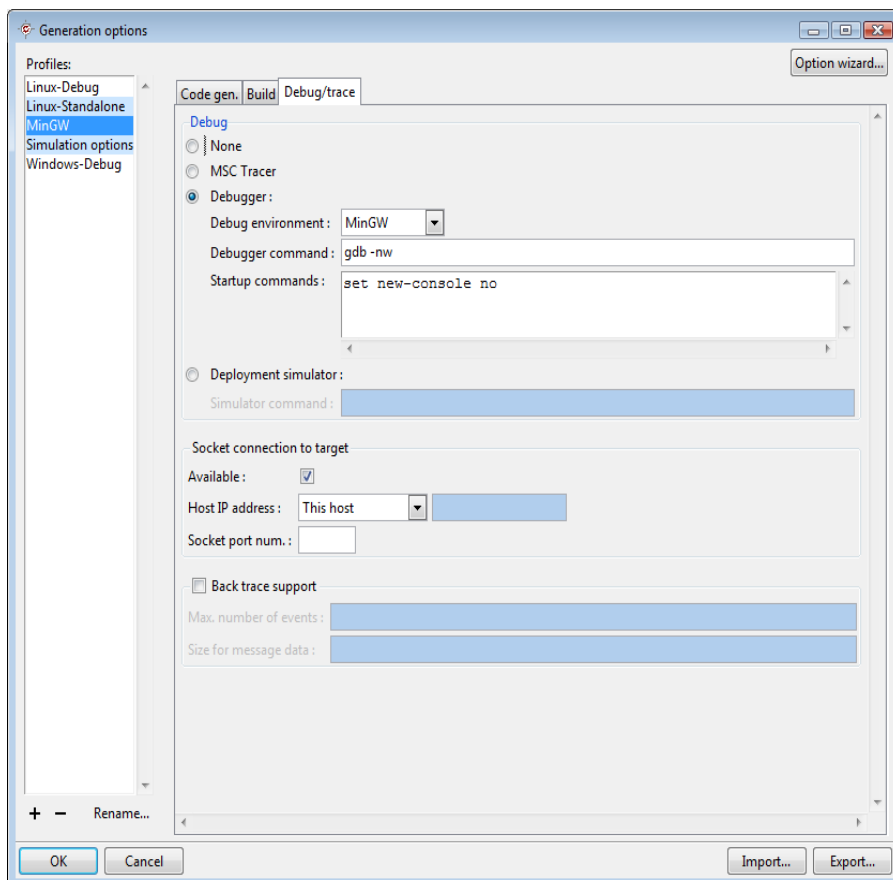 Generation options
Profiles:
Option wizard...
Linux-Debug
Linux-Standalone
MinGW
Simulation options
Windows-Debug
Code gen. Build Debug/trace
Debug
None
MSC Tracer
Debugger :
Debug environment : MinGW
Debugger command : gdb -nw
Startup commands : set new-console no
Deployment simulator :
Simulator command :
Socket connection to target
Available :
Host IP address : This host
Socket port num. :
Back trace support
Max. number of events :
Size for message data :
+ − Rename...
OK Cancel Import... Export...